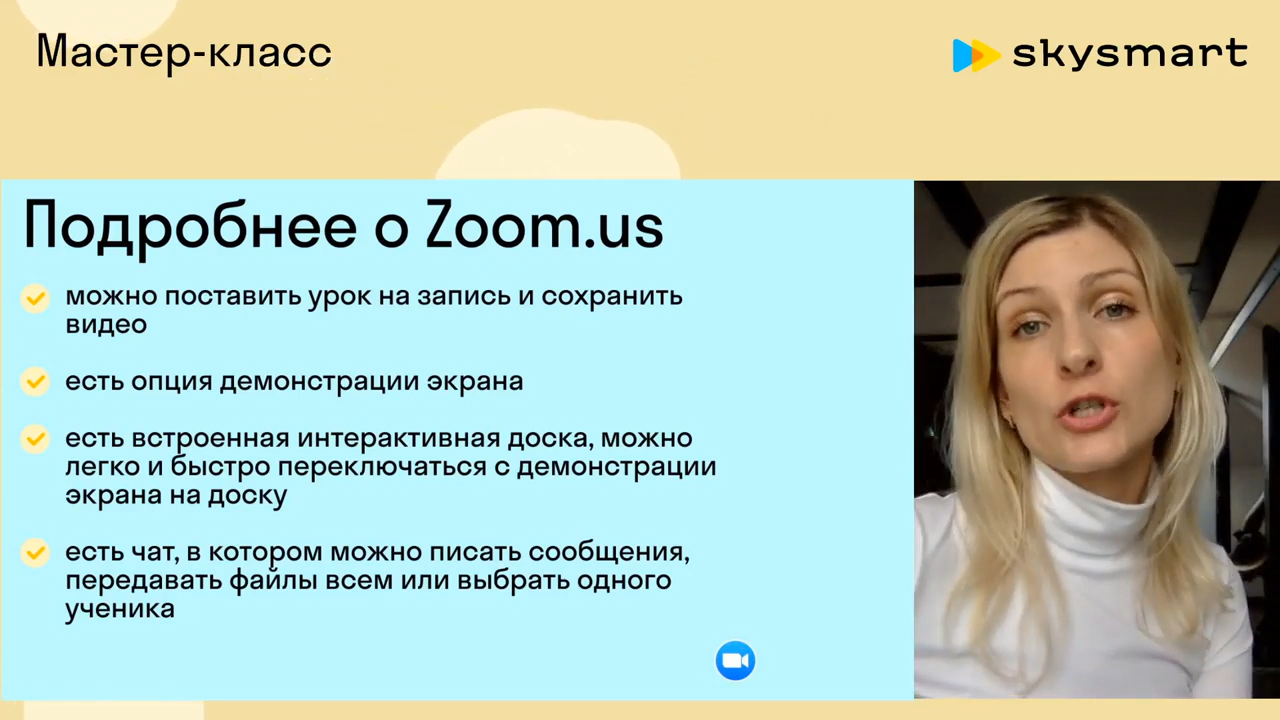 Мастер-класс
skysmart
Подробнее о Zoom.us
можно поставить урок на запись и сохранить
видео
есть опция демонстрации экрана
есть встроенная интерактивная доска, можно
легко и быстро переключаться с демонстрации
экрана на доску
есть чат, в котором можно писать сообщения,
передавать файлы всем или выбрать одного
ученика